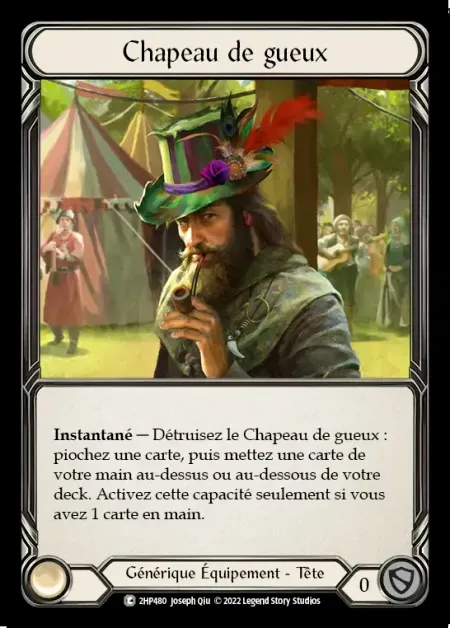 Chapeau de gueux
Instantané — Détruisez le Chapeau de gueux :
piochez une carte, puis mettez une carte de
votre main au-dessus ou au-dessous de votre
deck. Activez cette capacité seulement si vous
avez 1 carte en main.
Générique Équipement - Tête
0
C 2HP480 Joseph Qiu © 2022 Legend Story Studios